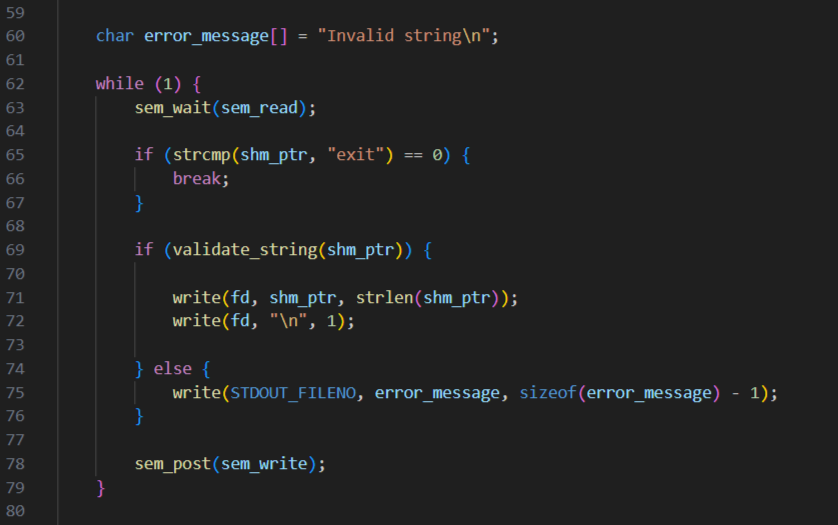 59
60 char error_message[] = "Invalid string\n";
61
62 while (1) {
63 sem_wait(sem_read);
64
65 if (strcmp(shm_ptr, "exit") == 0) {
66 break;
67 }
68
69 if (validate_string(shm_ptr)) {
70
71 write(fd, shm_ptr, strlen(shm_ptr));
72 write(fd, "\n", 1);
73
74 } else {
75 write(STDOUT_FILENO, error_message, sizeof(error_message) - 1);
76 }
77
78 sem_post(sem_write);
79 }
80